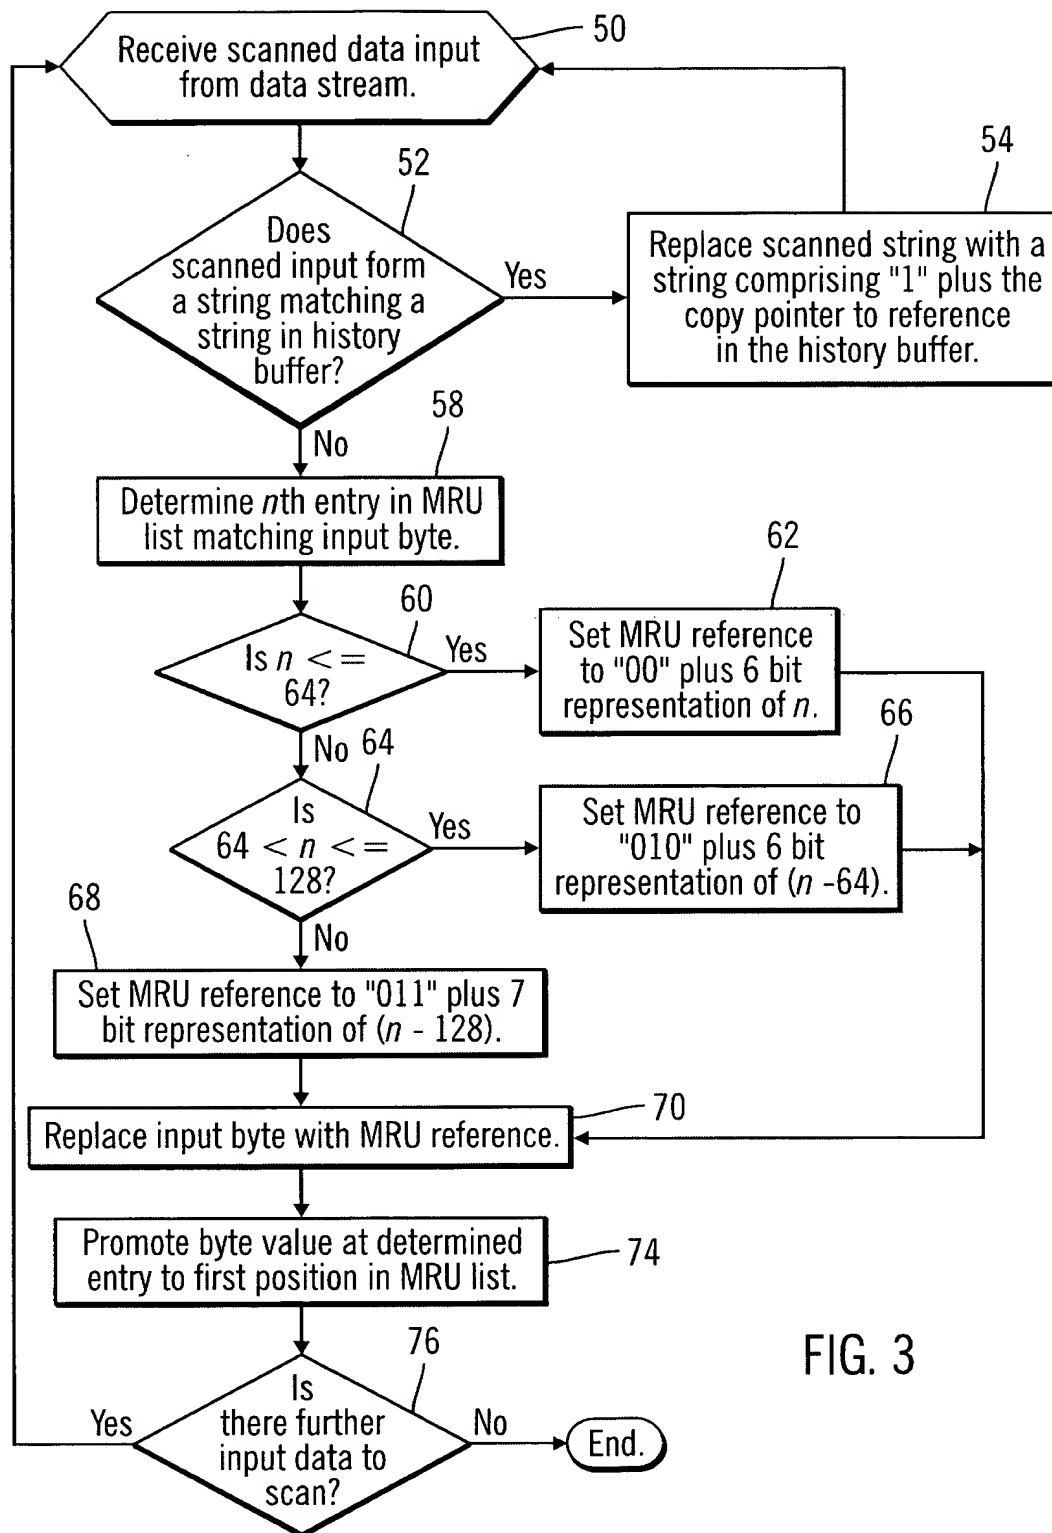 50
Receive scanned data input
from data stream.
52
54
Does
scanned input form
a string matching a
string in history
buffer?
Yes
Replace scanned string with a
string comprising "1" plus the
copy pointer to reference
in the history buffer.
No
58
Determine nth entry in MRU
list matching input byte.
60
62
Is n < =
64?
Yes
Set MRU reference
to "00" plus 6 bit
representation of n.
No
64
66
Is
64 < n < =
128?
Yes
Set MRU reference to
"010" plus 6 bit
representation of (n -64).
No
68
Set MRU reference to "011" plus 7
bit representation of (n - 128).
70
Replace input byte with MRU reference.
Promote byte value at determined
entry to first position in MRU list.
74
76
Is
there further
input data to
scan?
Yes
No
End.
FIG. 3